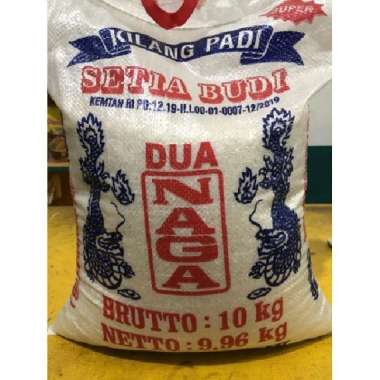 SUPER
KILANG PADI
SETIA BUDI
KEMTAN RI PD.12.19-II.L00-01-0007-12/2019
DUA
NAGA
BRUTTO : 10 kg
NETTO : 9.96 kg